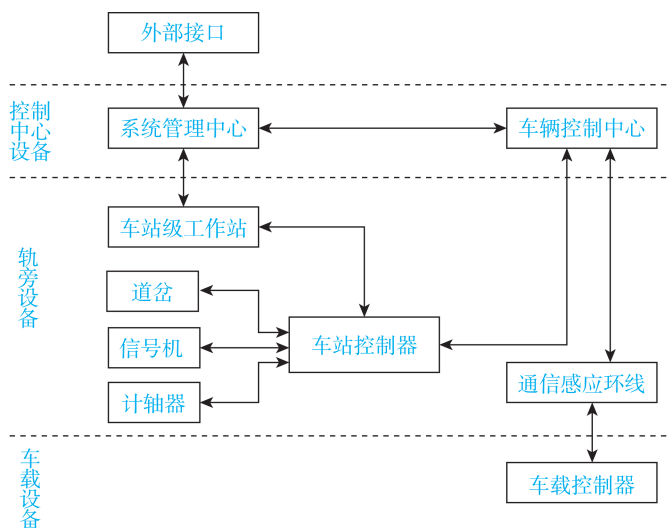 外部接口
控制
中心
设备
系统管理中心
车辆控制中心
轨
旁
设
备
车站级工作站
道岔
信号机
计轴器
车站控制器
通信感应环线
车
载
设
备
车载控制器